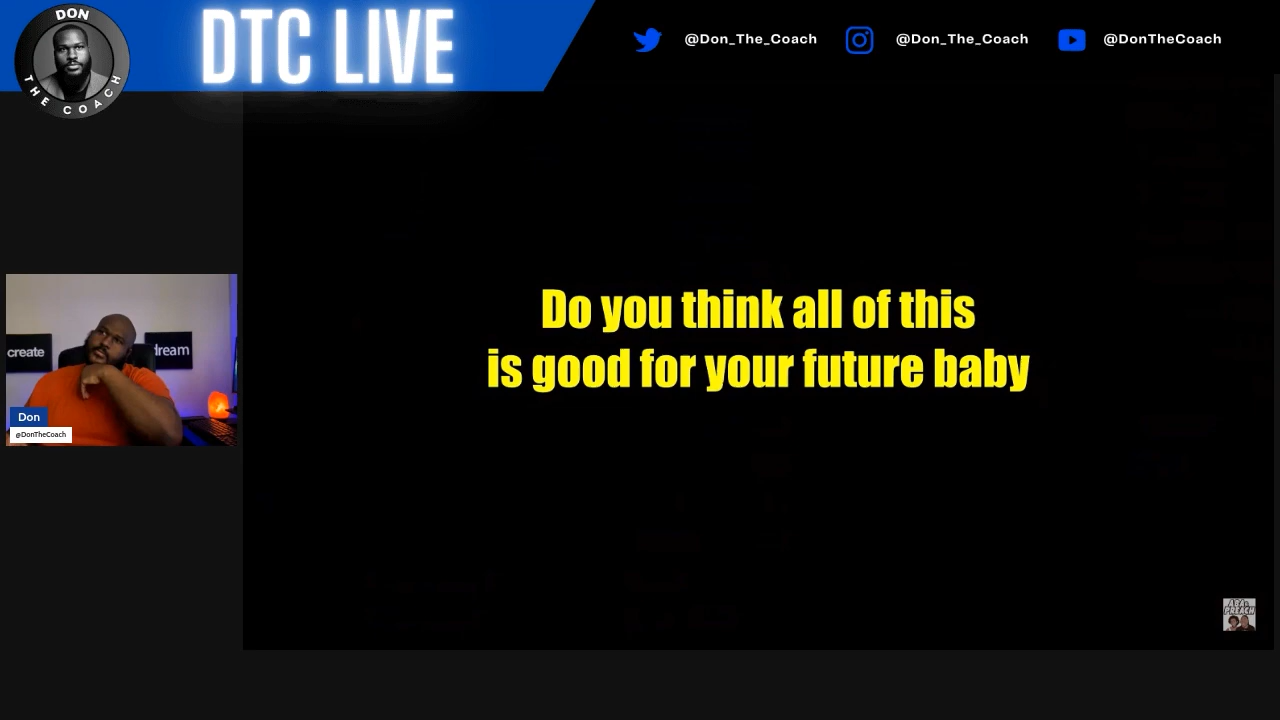 DON
THE COACH
DTC LIVE
@Don_The_Coach
@Don_The_Coach
@DonTheCoach
Do you think all of this
is good for your future baby
create
dream
Don
@DonTheCoach
PREACH